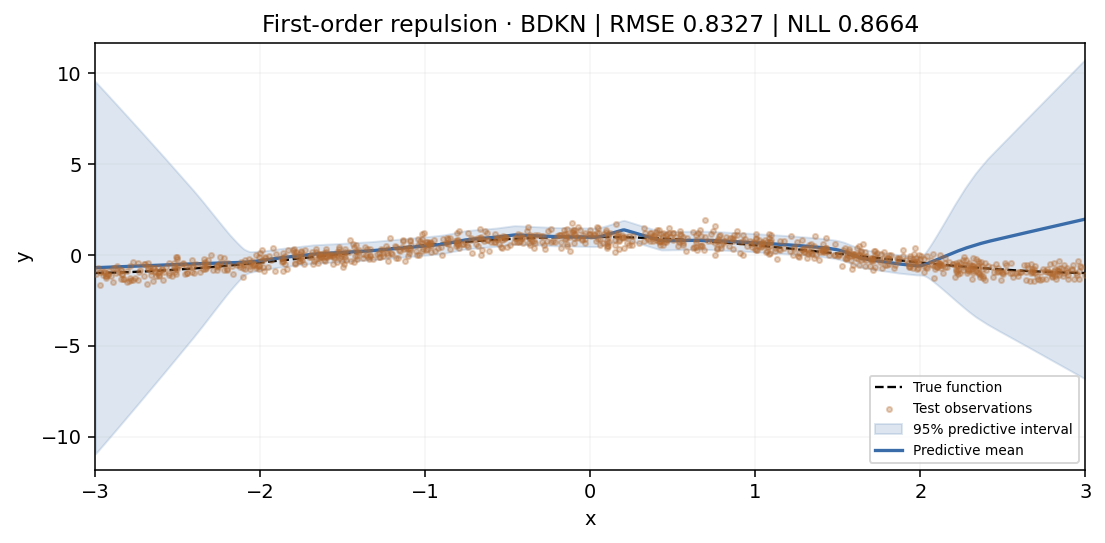 First-order repulsion · BDKN | RMSE 0.8327 | NLL 0.8664
10
5
0
−5
−10
y
−3
−2
−1
0
1
2
3
x
True function
Test observations
95% predictive interval
Predictive mean